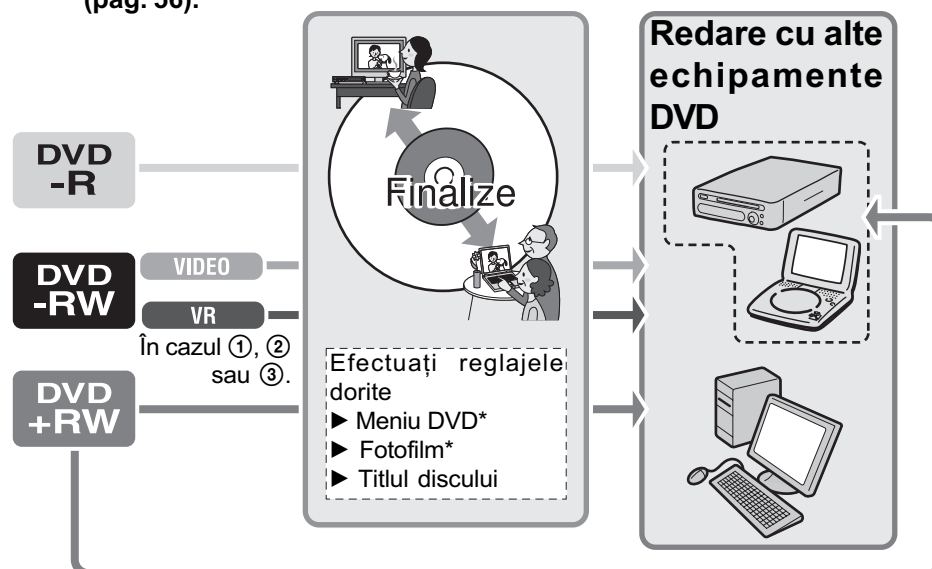 (pag. 56).
DVD
-R
DVD
-RW
VIDEO
VR
În cazul ①, ②
sau ③.
DVD
+RW
Finalize
Efectuați reglajele
dorite
► Meniu DVD*
► Fotofilm*
► Titlul discului
Redare cu alte
echipamente
DVD